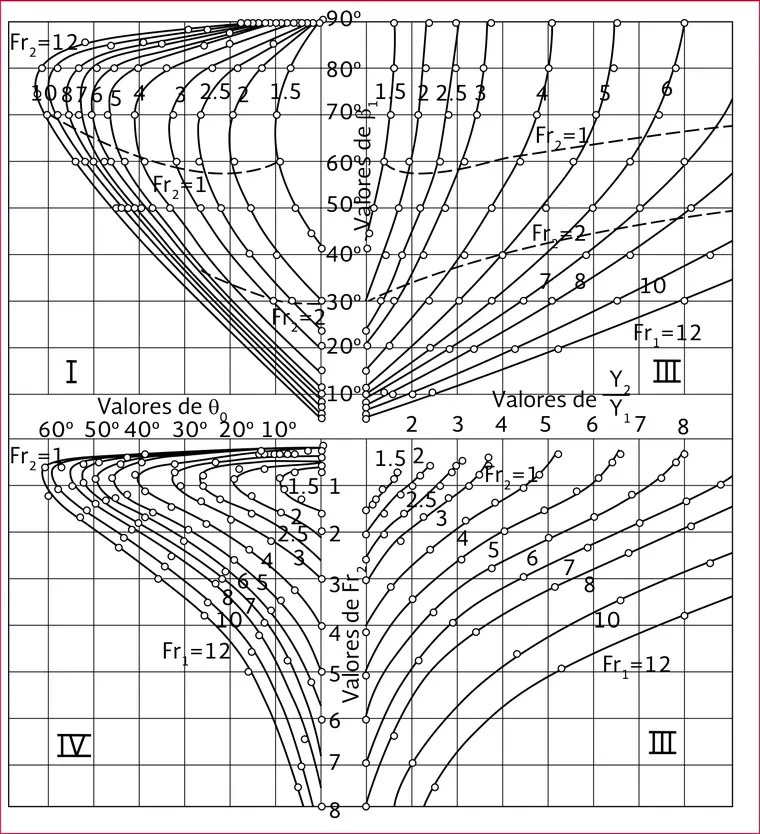 90º
Fr2=12
80º
10 8 7 6 5 4 3 2.5 2 1.5
1.5 2 2.5 3 4 5 6
70º
Valores de β1
Fr2=1
60º
Fr2=1
50º
Fr2=2
40º
7 8 10
30º
Fr2=2
Fr1=12
20º
I
III
10º
Valores de θ0
Valores de Y2/Y1
60º 50º 40º 30º 20º 10º
2 3 4 5 6 7 8
Fr2=1
1.5 2
Fr2=1
1.5 1
2.5
2
3
2.5 2
4
3
5
4
6
3
6 5
7
8
8
7
10
10
4
Valores de Fr2
Fr1=12
Fr1=12
5
6
IV
III
7
8